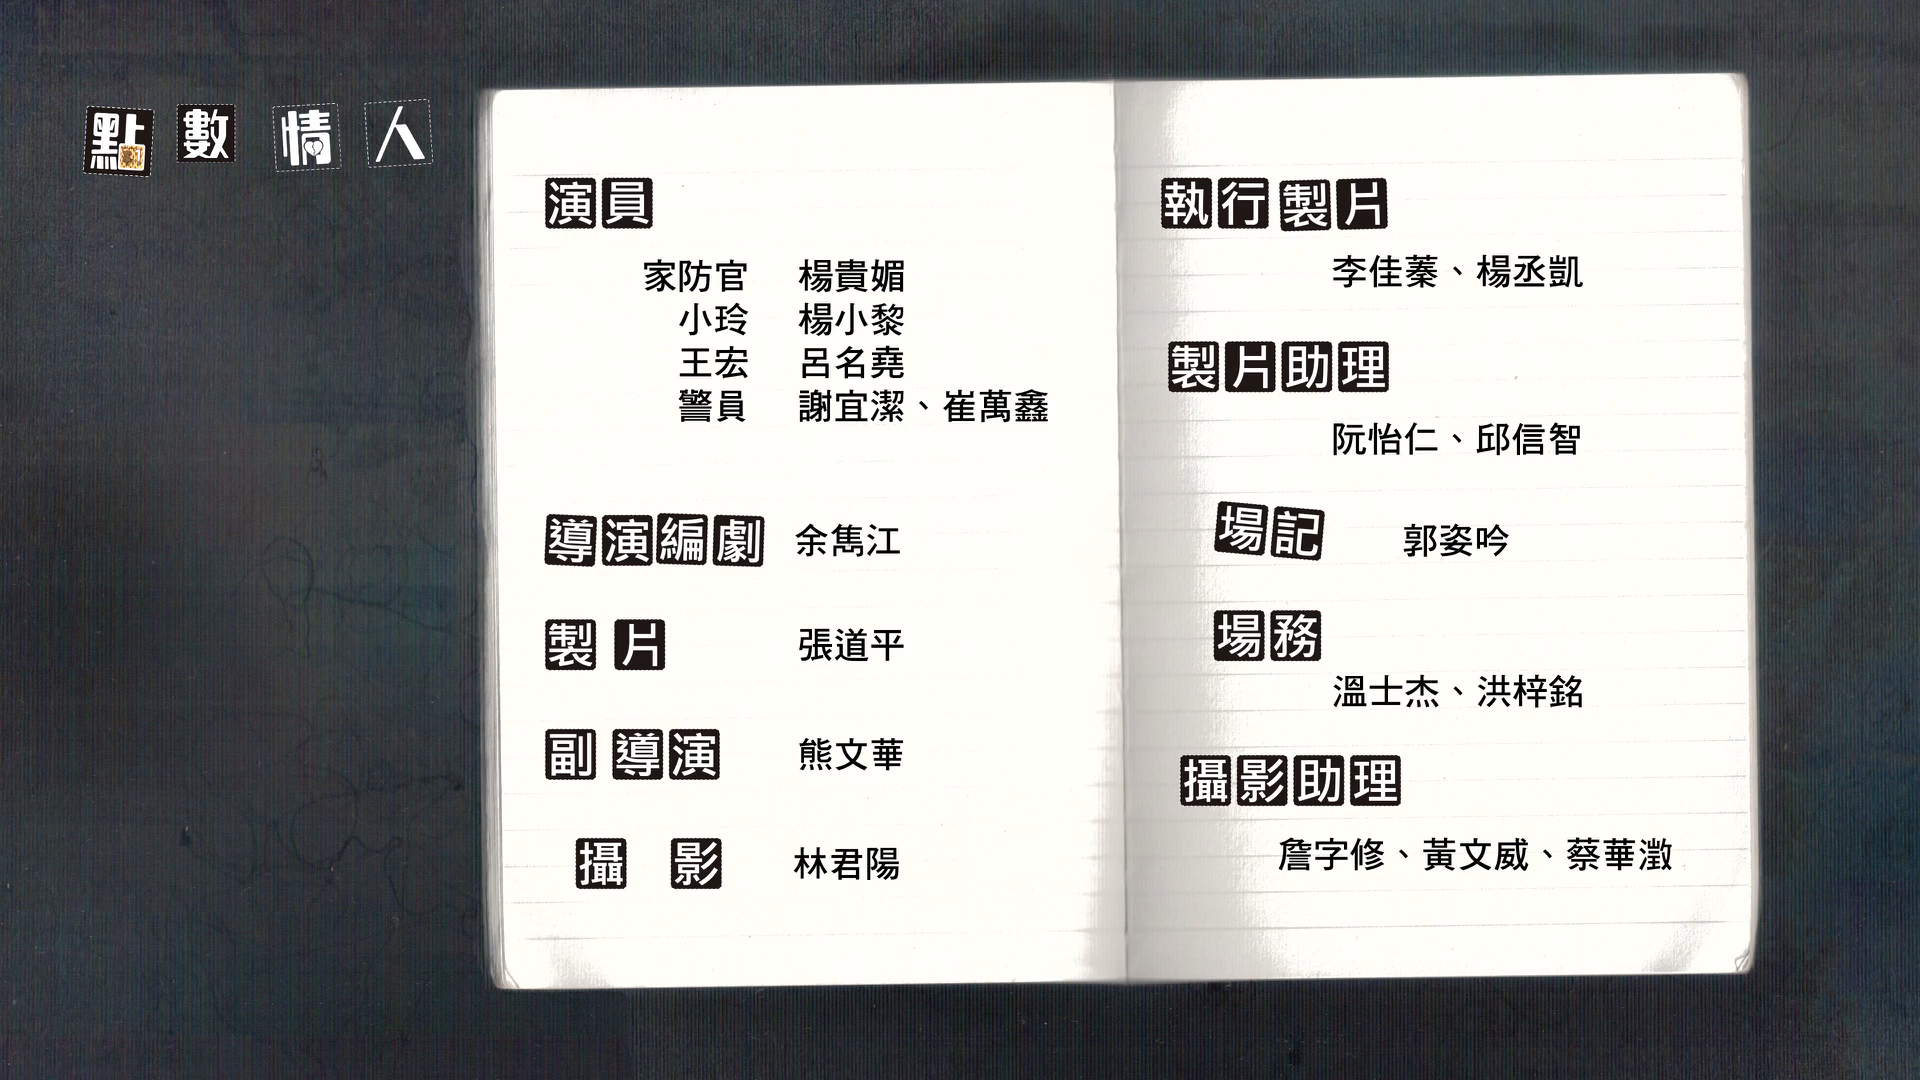 點數情人
演員
家防官 楊貴媚
小玲 楊小黎
王宏 呂名堯
警員 謝宜潔、崔萬鑫
導演編劇 余雋江
製片 張道平
副導演 熊文華
攝影 林君陽
執行製片
李佳蓁、楊丞凱
製片助理
阮怡仁、邱信智
場記 郭姿吟
場務
溫士杰、洪梓銘
攝影助理
詹字修、黃文威、蔡華瀓